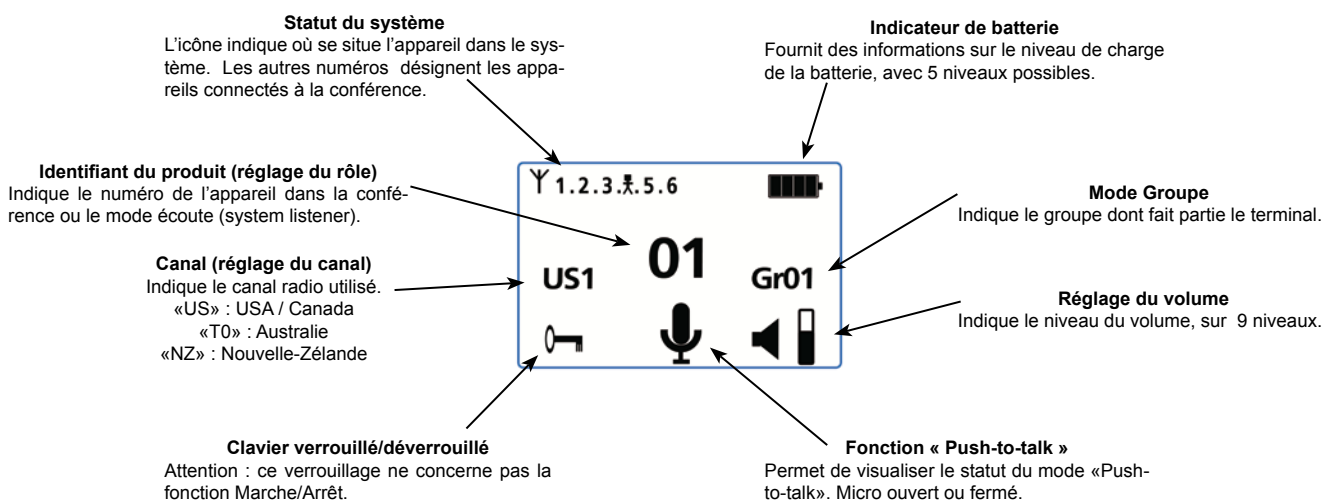 Statut du système
L'icône indique où se situe l'appareil dans le sys-
tème. Les autres numéros désignent les appa-
reils connectés à la conférence.
Indicateur de batterie
Fournit des informations sur le niveau de charge
de la batterie, avec 5 niveaux possibles.
Identifiant du produit (réglage du rôle)
Indique le numéro de l'appareil dans la confé-
rence ou le mode écoute (system listener).
Canal (réglage du canal)
Indique le canal radio utilisé.
«US» : USA / Canada
«T0» : Australie
«NZ» : Nouvelle-Zélande
1.2.3. .5.6
01
US1
Gr01
Mode Groupe
Indique le groupe dont fait partie le terminal.
Réglage du volume
Indique le niveau du volume, sur 9 niveaux.
Clavier verrouillé/déverrouillé
Attention : ce verrouillage ne concerne pas la
fonction Marche/Arrêt.
Fonction « Push-to-talk »
Permet de visualiser le statut du mode «Push-
to-talk». Micro ouvert ou fermé.